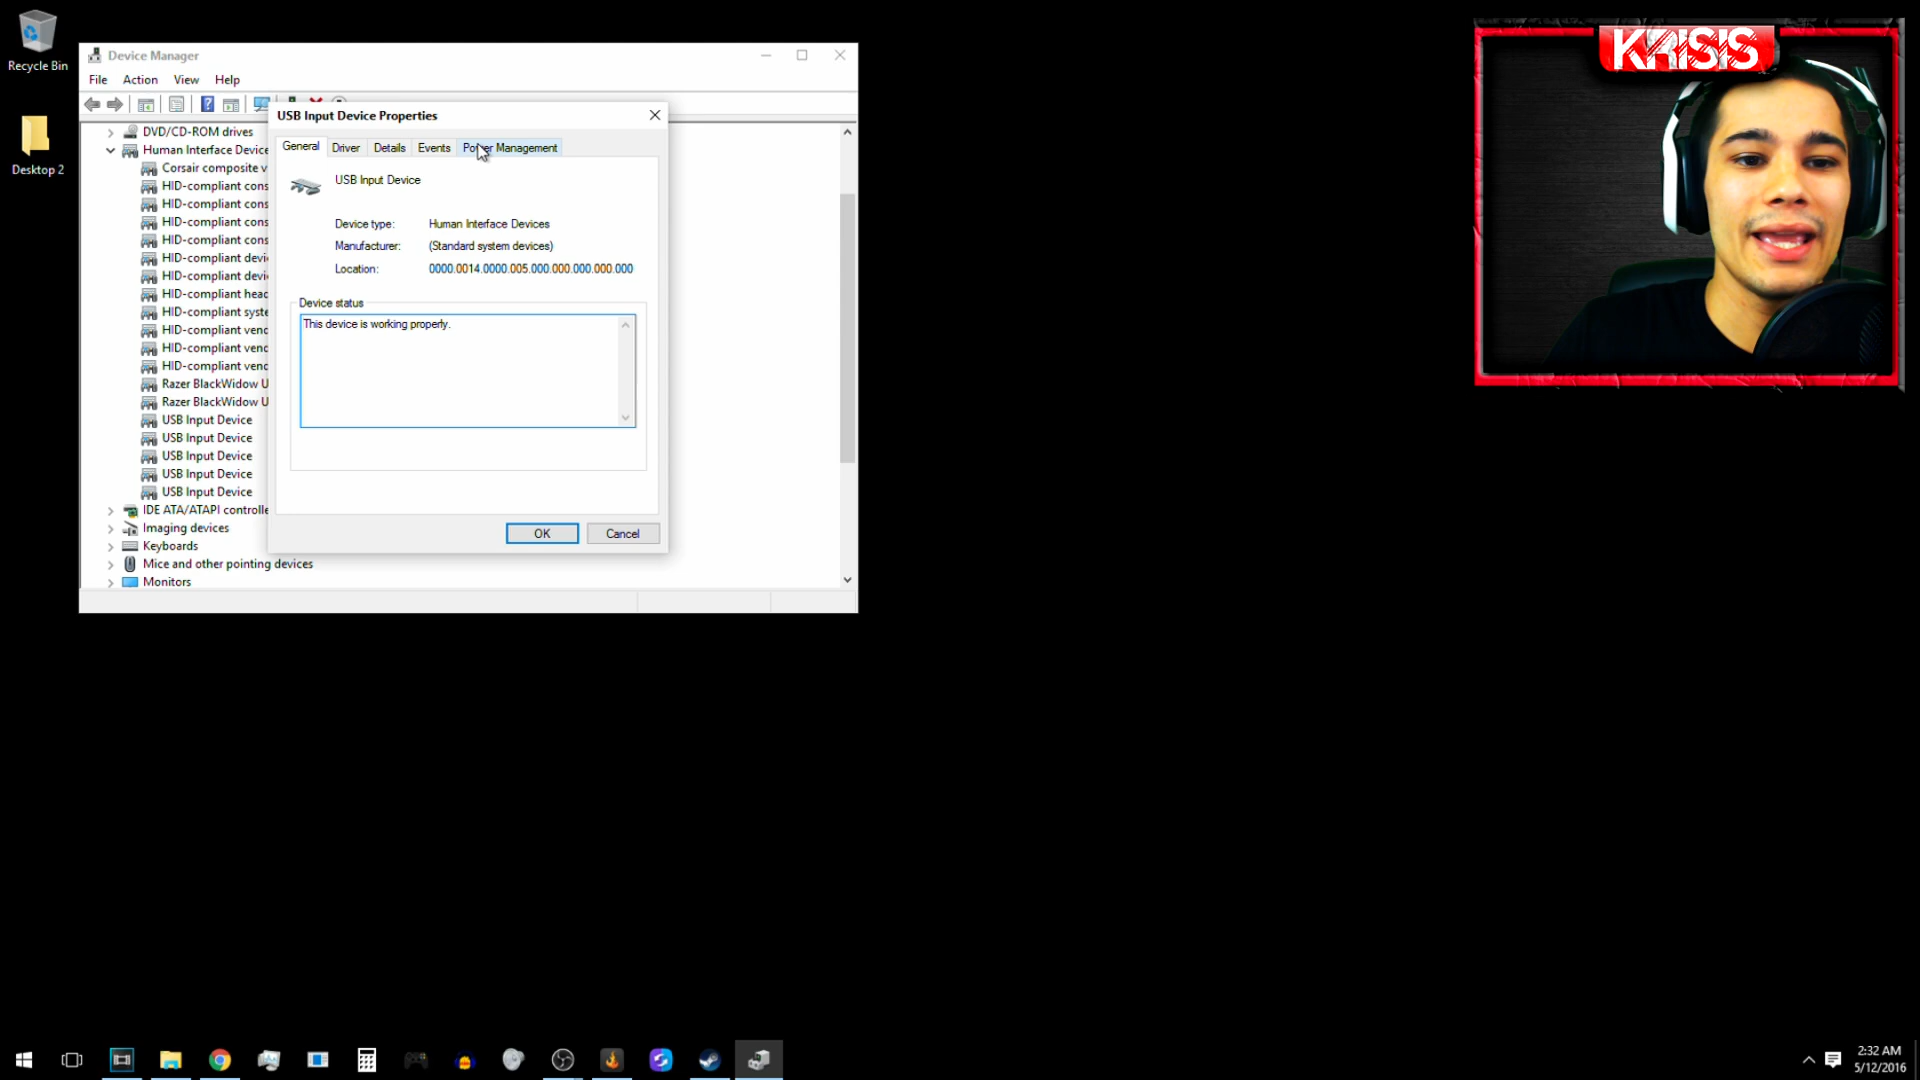 Recycle Bin
Desktop 2
Device Manager
File Action View Help
DVD/CD-ROM drives
Human Interface Device
Corsair composite v
HID-compliant cons
HID-compliant cons
HID-compliant cons
HID-compliant cons
HID-compliant devi
HID-compliant devi
HID-compliant head
HID-compliant syste
HID-compliant vend
HID-compliant vend
HID-compliant vend
Razer BlackWidow U
Razer BlackWidow U
USB Input Device
USB Input Device
USB Input Device
USB Input Device
USB Input Device
IDE ATA/ATAPI controlle
Imaging devices
Keyboards
Mice and other pointing devices
Monitors
USB Input Device Properties
General Driver Details Events Power Management
USB Input Device
Device type: Human Interface Devices
Manufacturer: (Standard system devices)
Location: 0000.0014.0000.005.000.000.000.000.000
Device status
This device is working properly.
OK Cancel
KRISIS
2:32 AM
5/12/2016